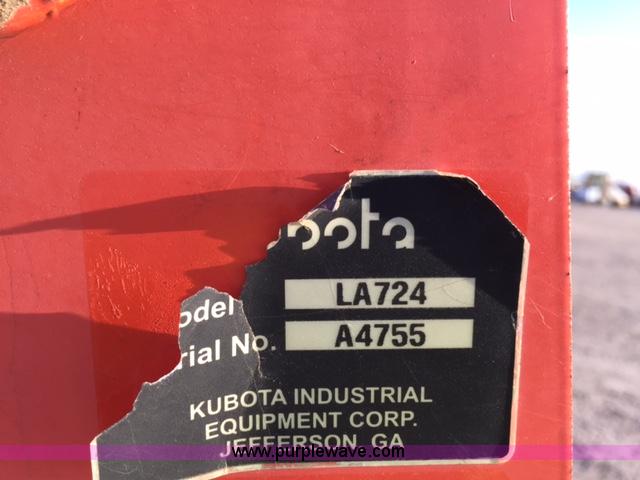 ubota
odel LA724
rial No. A4755
KUBOTA INDUSTRIAL
EQUIPMENT CORP.
JEFFERSON, GA
www.purplewave.com